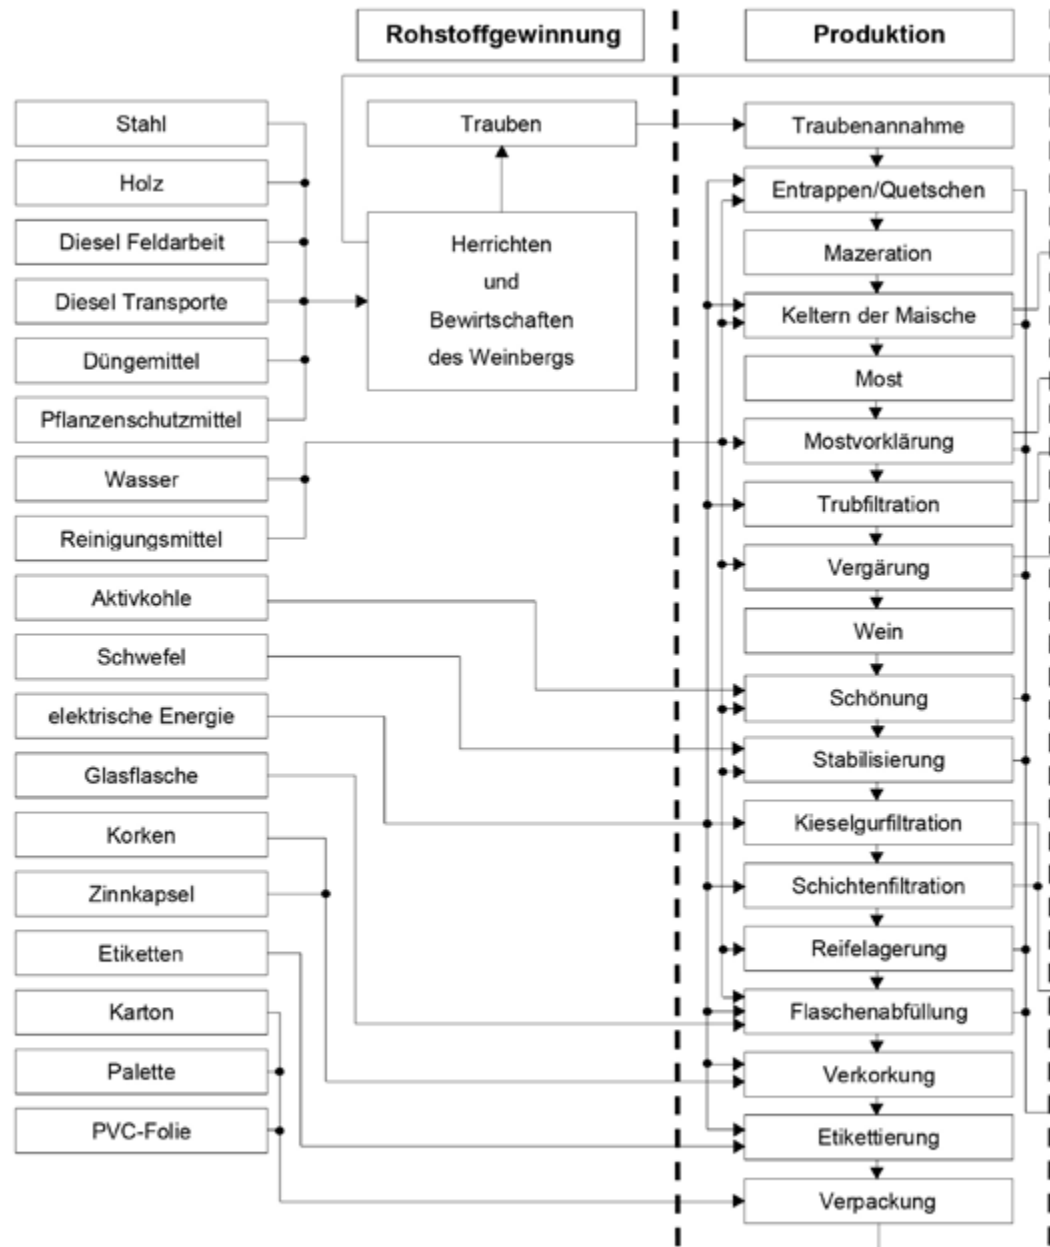 Rohstoffgewinnung
Produktion
Stahl
Holz
Diesel Feldarbeit
Diesel Transporte
Düngemittel
Pflanzenschutzmittel
Wasser
Reinigungsmittel
Aktivkohle
Schwefel
elektrische Energie
Glasflasche
Korken
Zinnkapsel
Etiketten
Karton
Palette
PVC-Folie
Trauben
Herrichten
und
Bewirtschaften
des Weinbergs
Traubenannahme
Entrappen/Quetschen
Mazeration
Keltern der Maische
Most
Mostvorklärung
Trubfiltration
Vergärung
Wein
Schönung
Stabilisierung
Kieselgurfiltration
Schichtenfiltration
Reifelagerung
Flaschenabfüllung
Verkorkung
Etikettierung
Verpackung